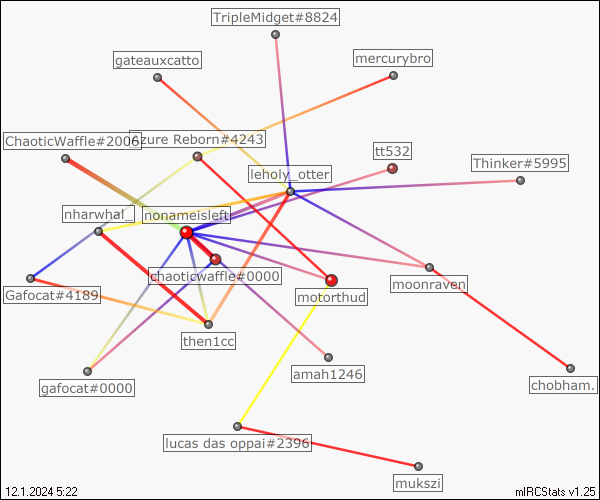 TripleMidget#8824
gateauxcatto
mercurybro
ChaoticWaffle#2006
zure Reborn#4243
tt532
Thinker#5995
leholy_otter
nharwhal_
nonameisleft
chaoticwaffle#0000
moonraven
Gafocat#4189
motorthud
then1cc
amah1246
gafocat#0000
chobham.
lucas das oppai#2396
mukszi
12.1.2024 5:22
mIRCStats v1.25